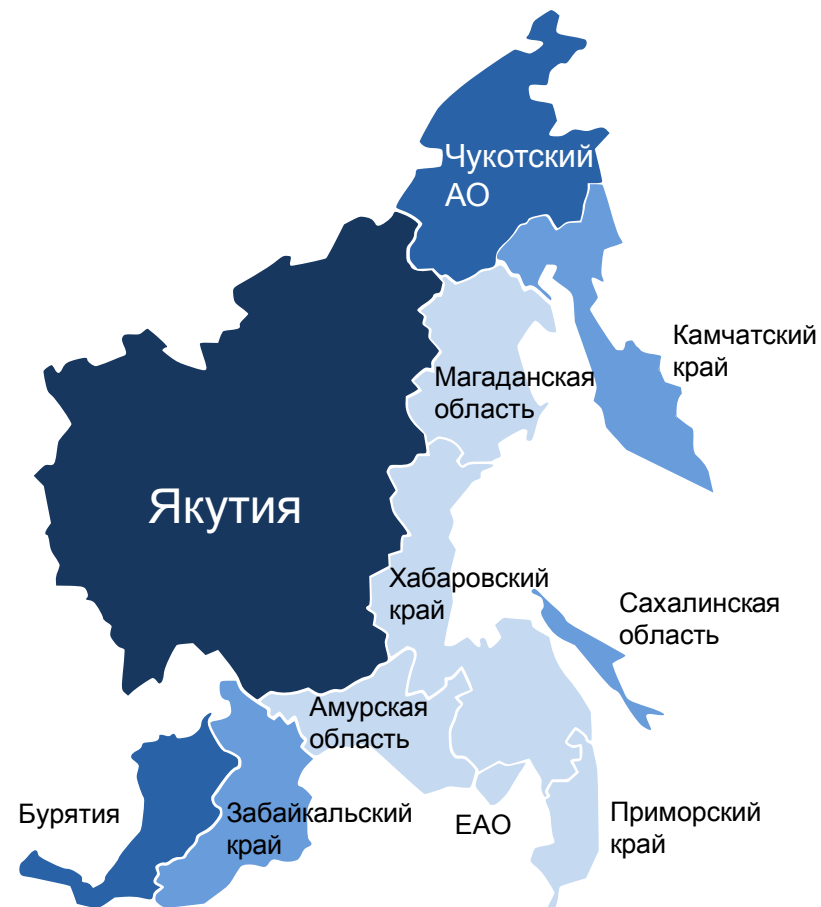 Чукотский
АО
Камчатский
край
Магаданская
область
Якутия
Хабаровский
край
Сахалинская
область
Амурская
область
Бурятия
Забайкальский
край
ЕАО
Приморский
край